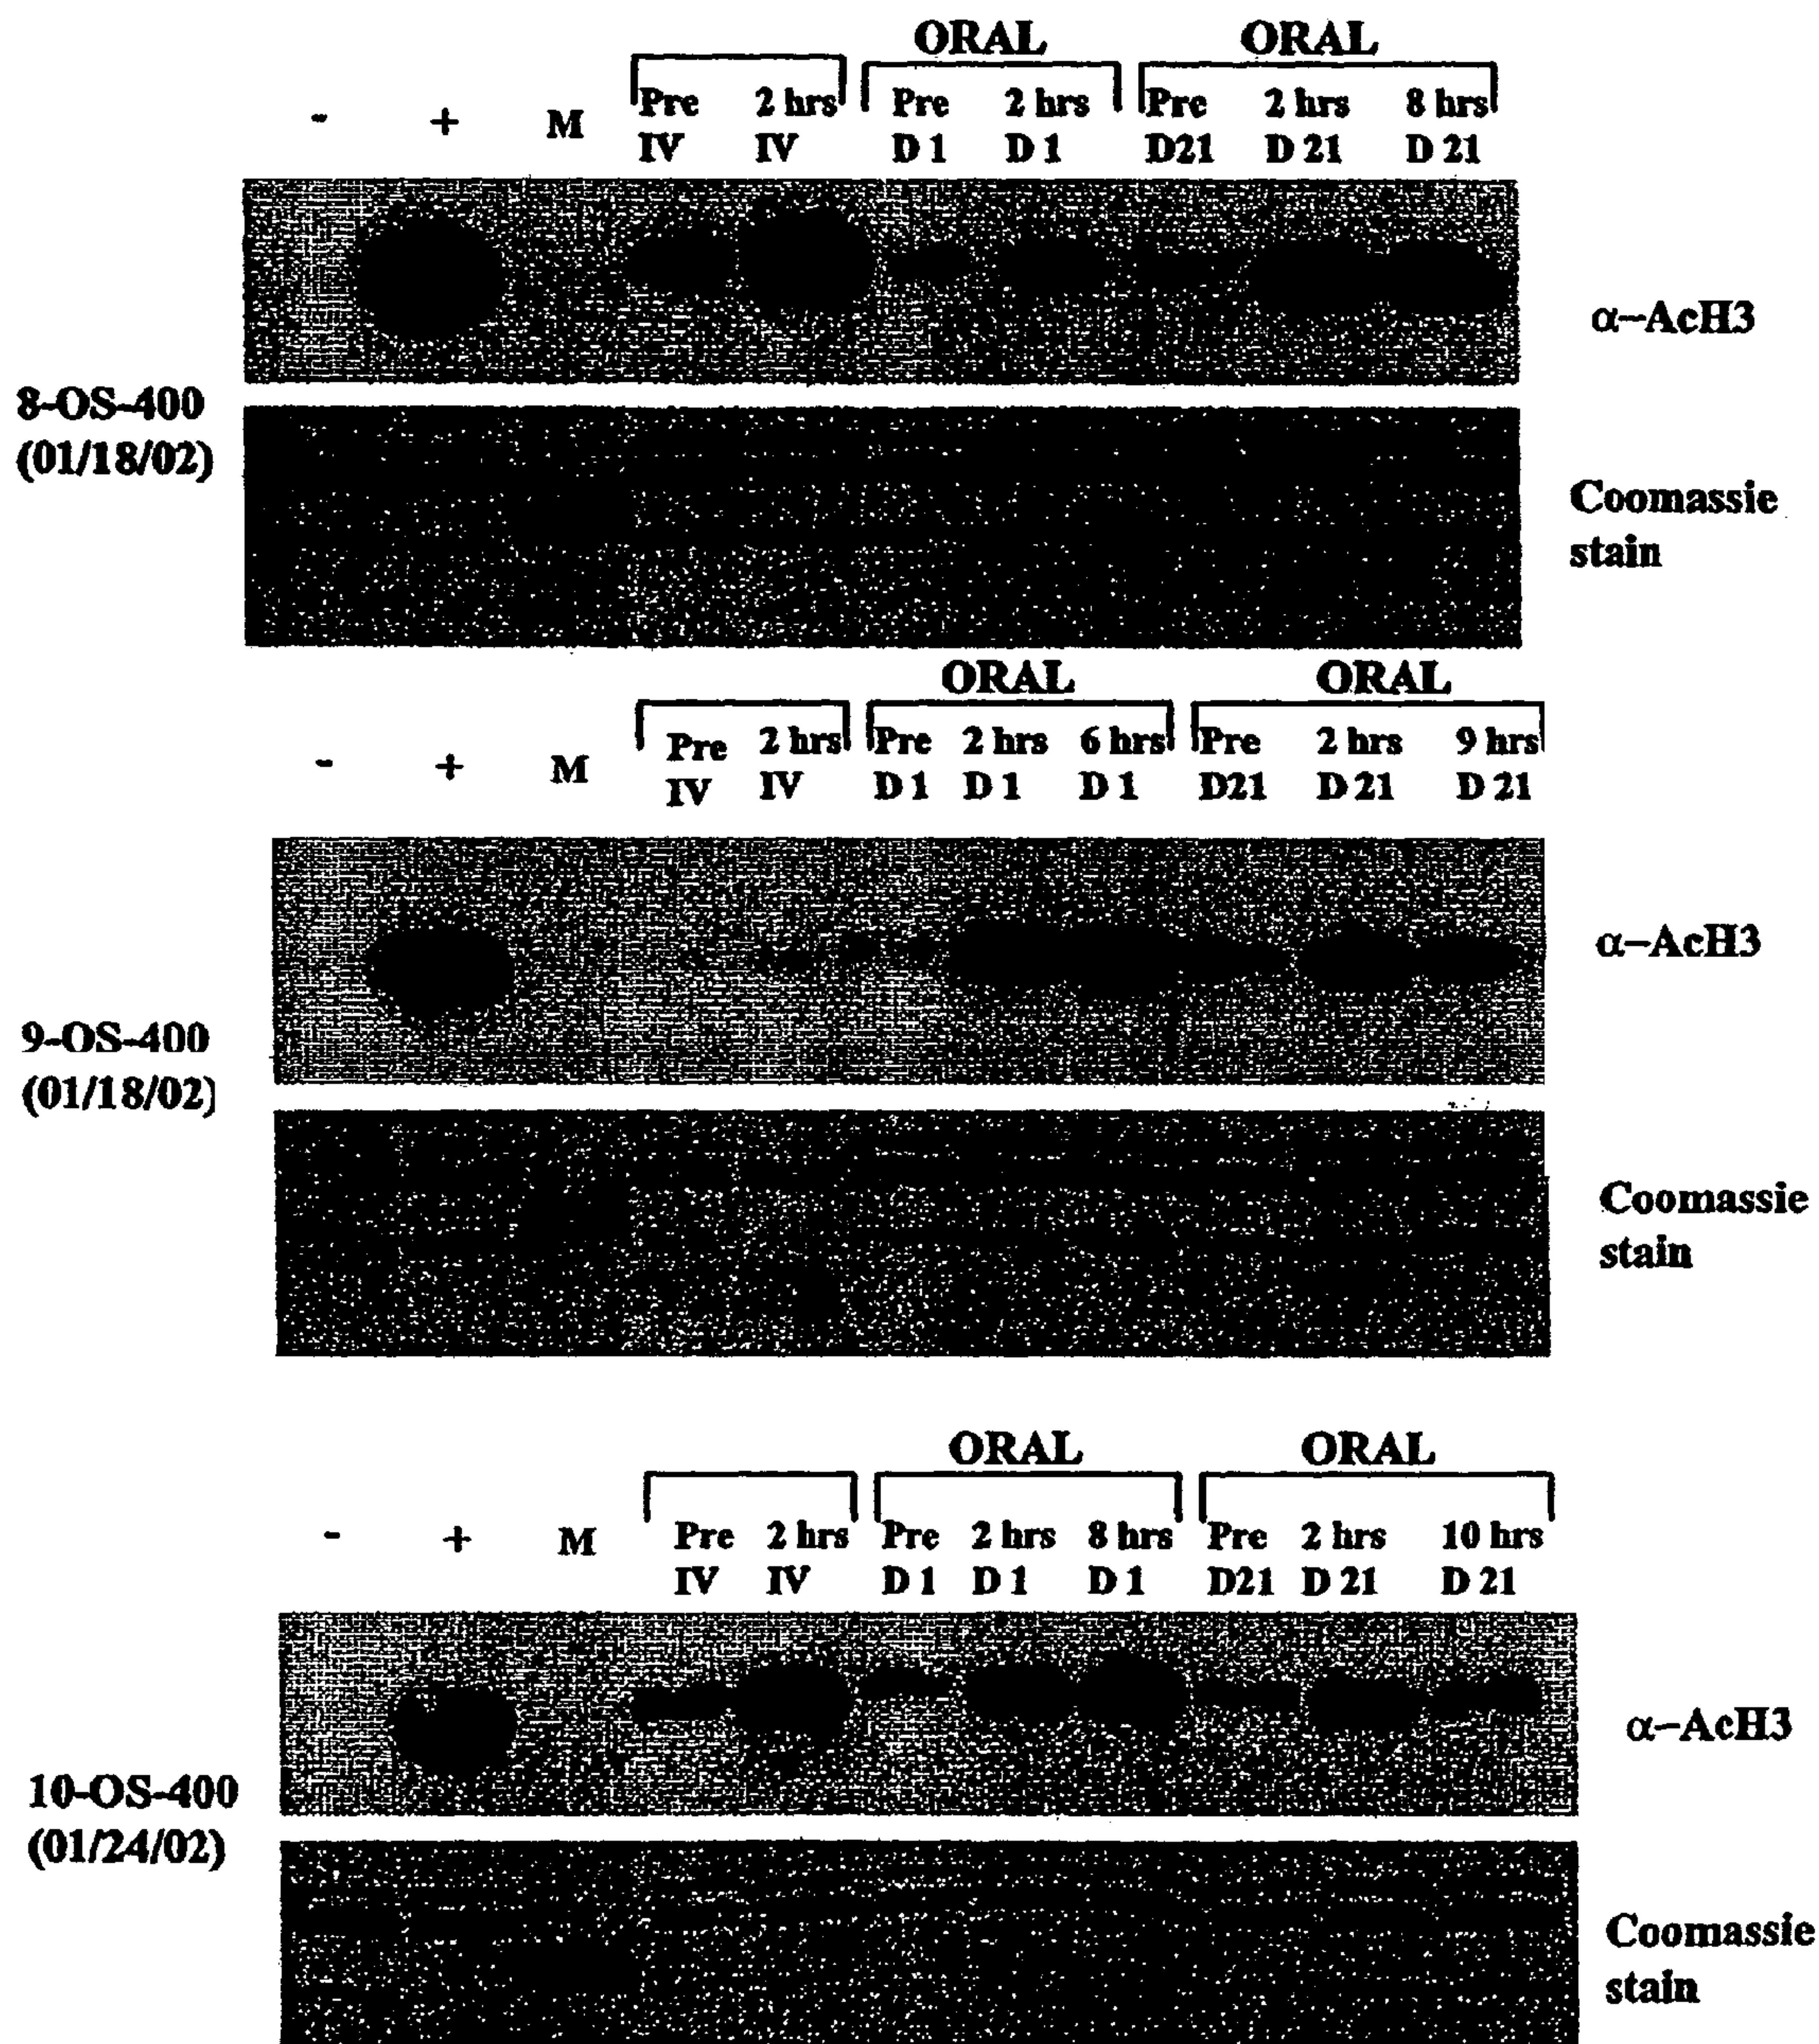 ORAL ORAL
- + M Pre 2 hrs Pre 2 hrs Pre 2 hrs 8 hrs
IV IV D 1 D 1 D21 D 21 D 21
α–AcH3
8-OS-400
(01/18/02)
Coomassie
stain
ORAL ORAL
- + M Pre 2 hrs Pre 2 hrs 6 hrs Pre 2 hrs 9 hrs
IV IV D 1 D 1 D 1 D21 D 21 D 21
α–AcH3
9-OS-400
(01/18/02)
Coomassie
stain
ORAL ORAL
- + M Pre 2 hrs Pre 2 hrs 8 hrs Pre 2 hrs 10 hrs
IV IV D 1 D 1 D 1 D21 D 21 D 21
α–AcH3
10-OS-400
(01/24/02)
Coomassie
stain